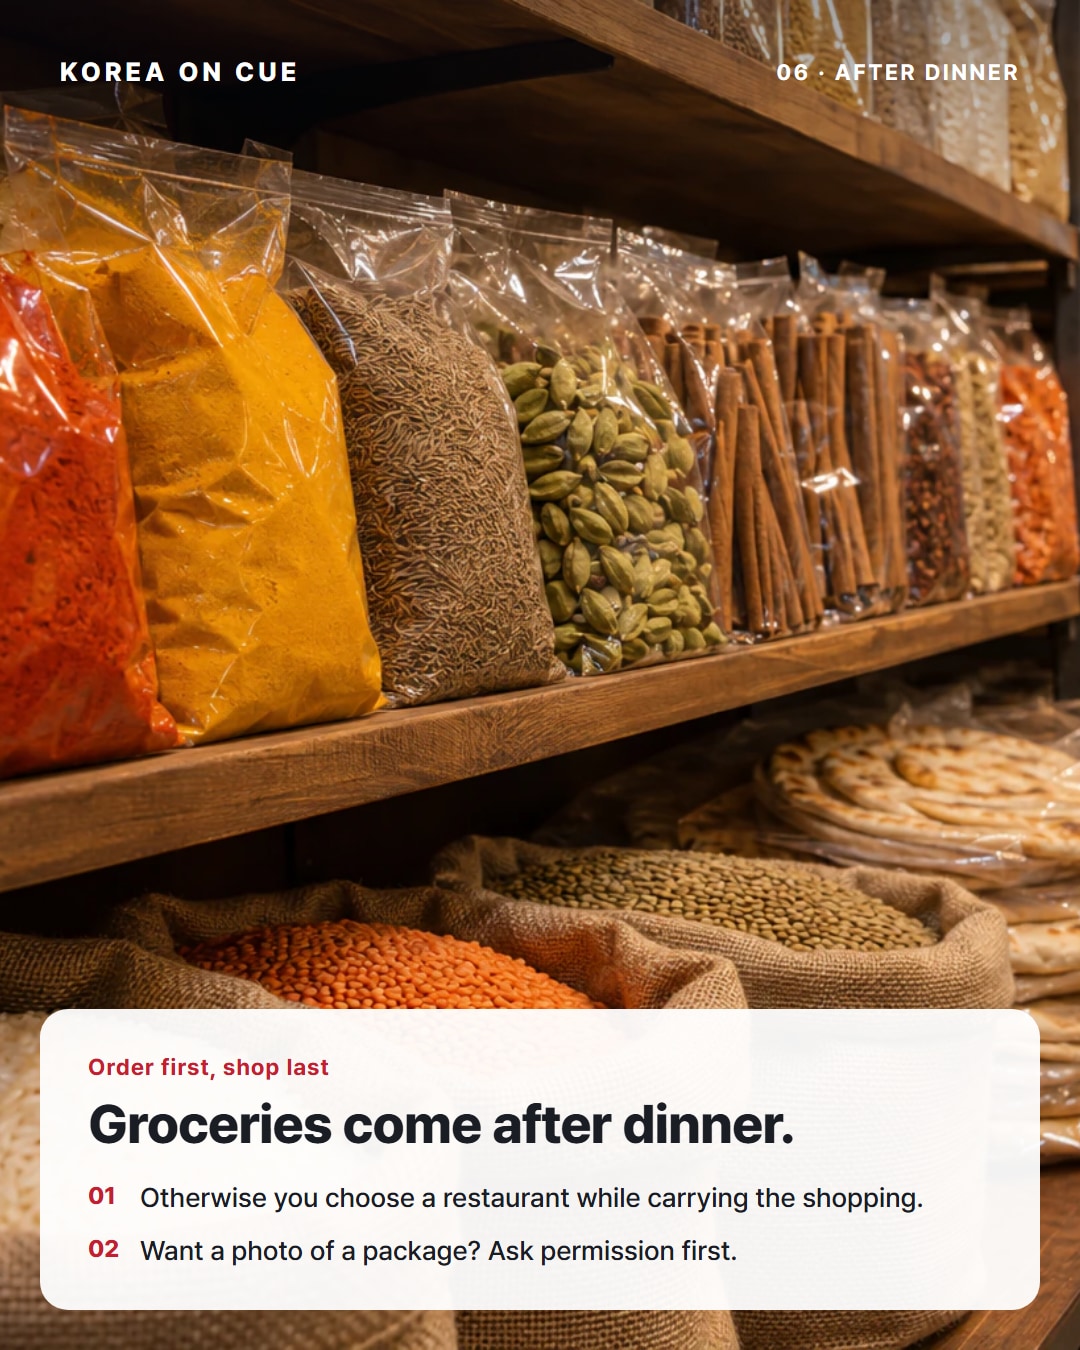 KOREA ON CUE
06 · AFTER DINNER
Order first, shop last
Groceries come after dinner.
01 Otherwise you choose a restaurant while carrying the shopping.
02 Want a photo of a package? Ask permission first.